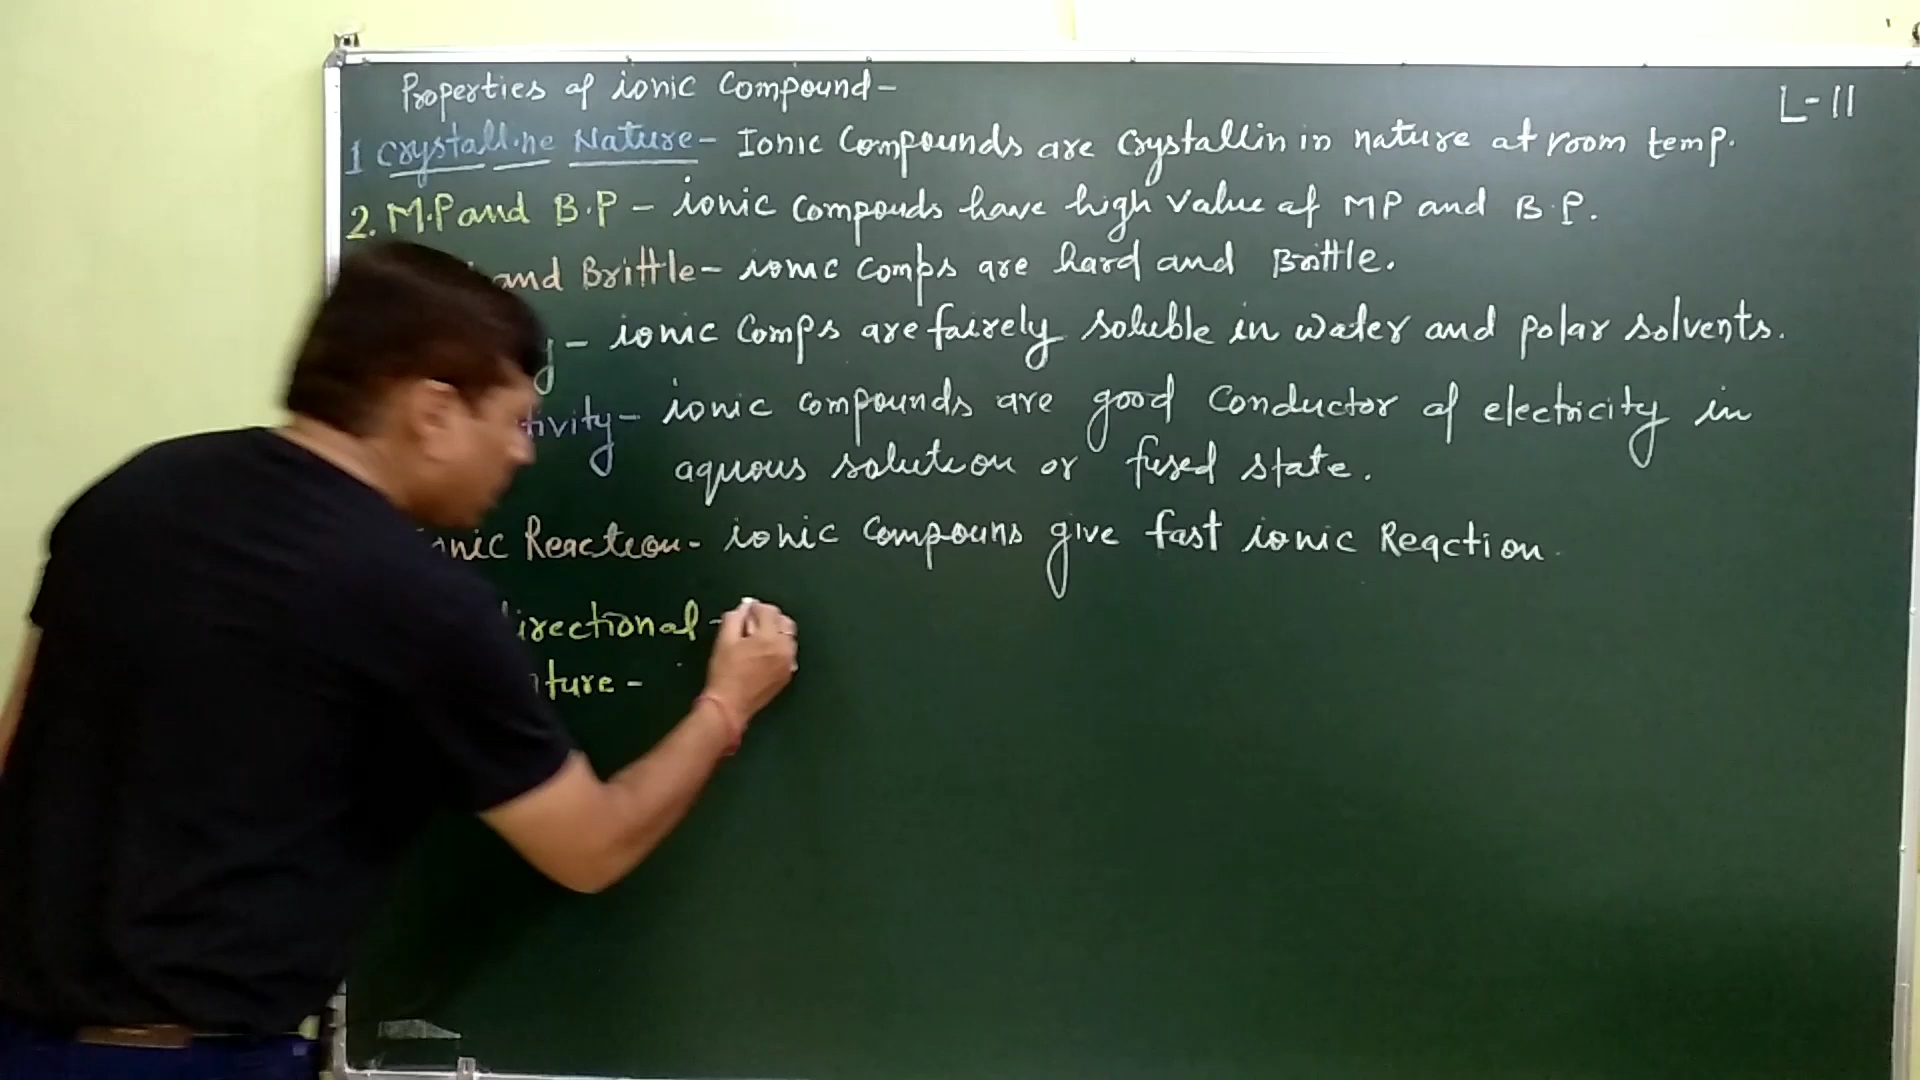 Properties of ionic Compound-
L-11
1 Crystalline Nature- Ionic Compounds are Crystallin in nature at room temp.
2. M.P and B.P - ionic Compouds have high value of MP and B.P.
and Brittle- ionic Comps are hard and Brittle.
y - ionic Comps are fairely soluble in water and polar solvents.
tivity- ionic compounds are good Conductor of electricity in
aquous solution or fused state.
nic Reaction- ionic Compouns give fast ionic Reaction.
irectional -
ture -